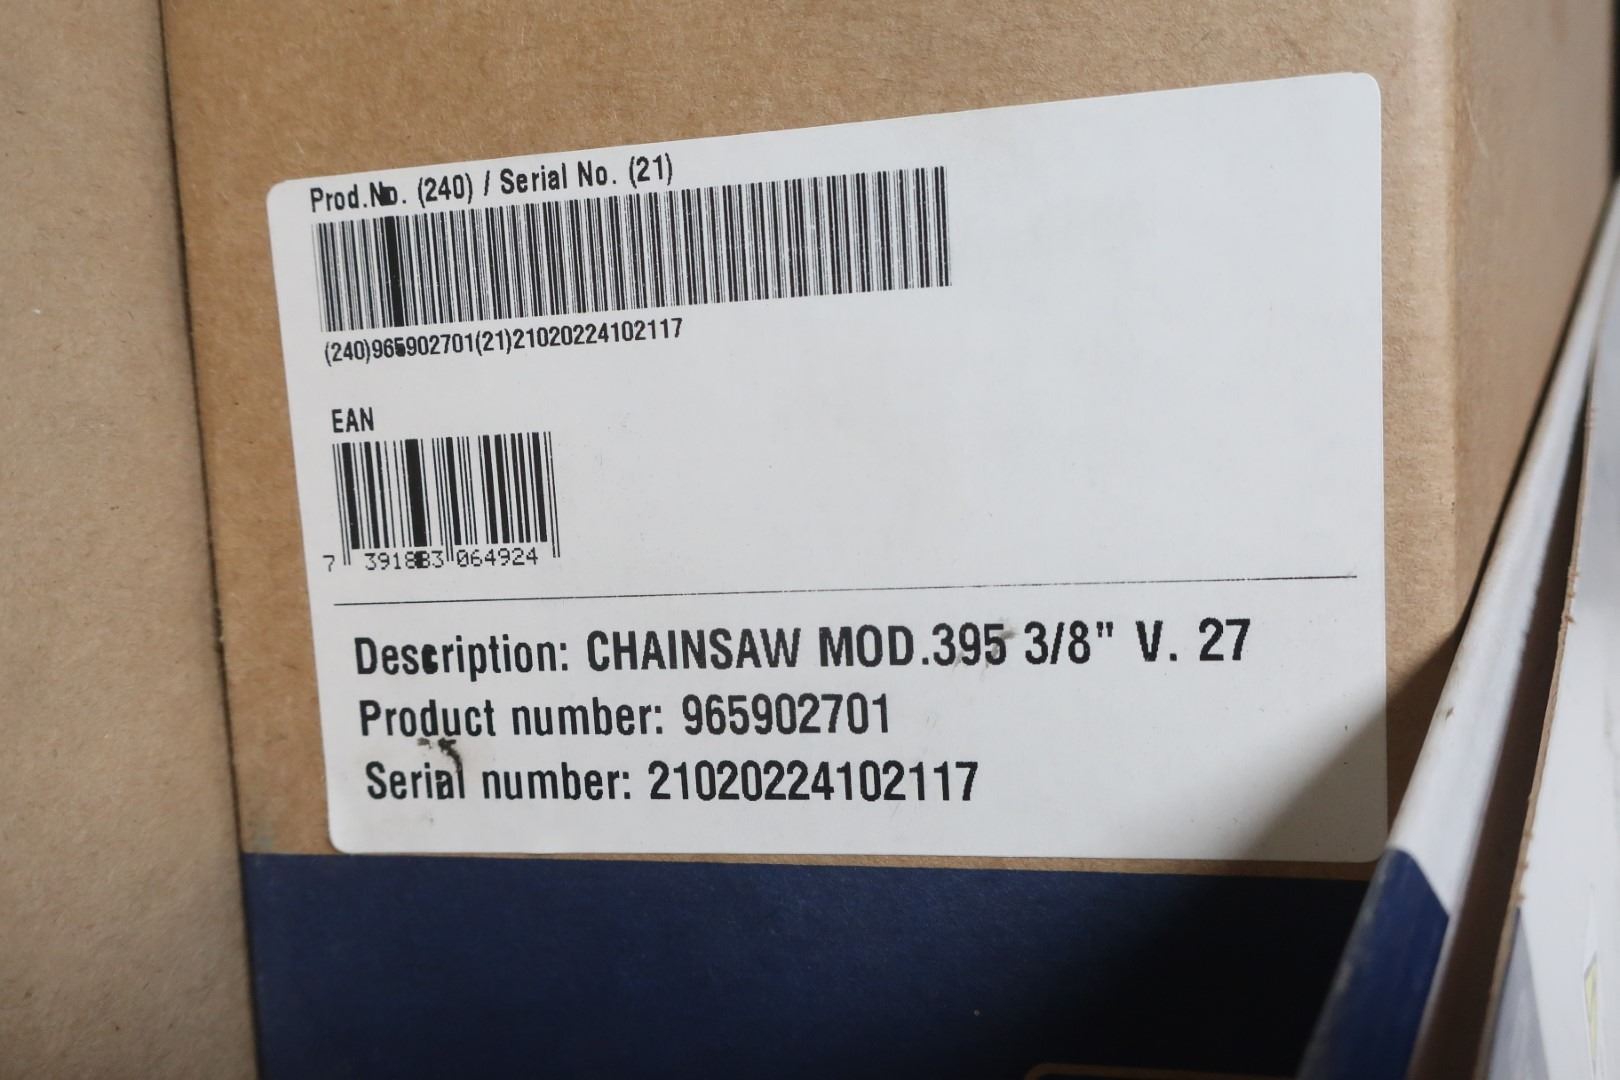 Prod.No. (240) / Serial No. (21)
(240)965902701(21)21020224102117
EAN
7 391883 064924
Description: CHAINSAW MOD.395 3/8" V. 27
Product number: 965902701
Serial number: 21020224102117